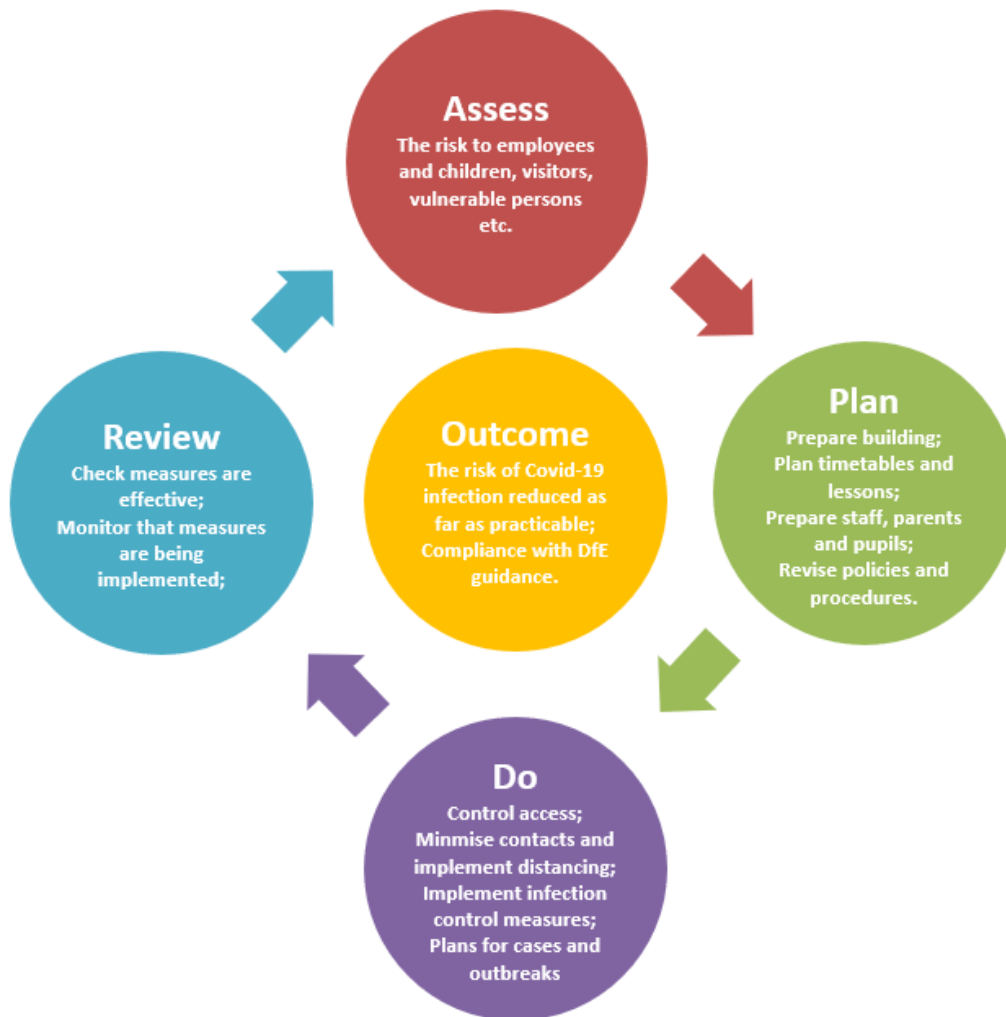 Assess
The risk to employees
and children, visitors,
vulnerable persons
etc.
Plan
Prepare building;
Plan timetables and
lessons;
Prepare staff, parents
and pupils;
Revise policies and
procedures.
Do
Control access;
Minmise contacts and
implement distancing;
Implement infection
control measures;
Plans for cases and
outbreaks
Review
Check measures are
effective;
Monitor that measures
are being
implemented;
Outcome
The risk of Covid-19
infection reduced as
far as practicable;
Compliance with DfE
guidance.